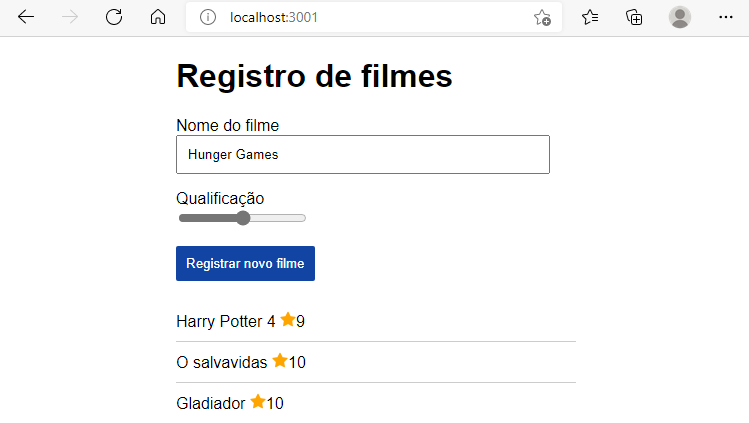 localhost:3001
Registro de filmes
Nome do filme
Hunger Games
Qualificação
Registrar novo filme
Harry Potter 4 ⭐9
O salvavidas ⭐10
Gladiador ⭐10